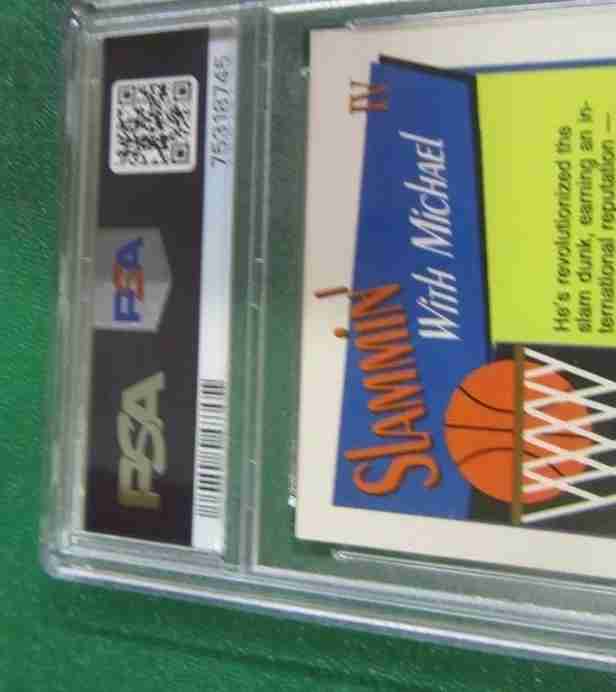 PSA
PSA
75318745
SLAMMIN'
With Michael
IV
He's revolutionized the
slam dunk, earning an in-
ternational reputation —